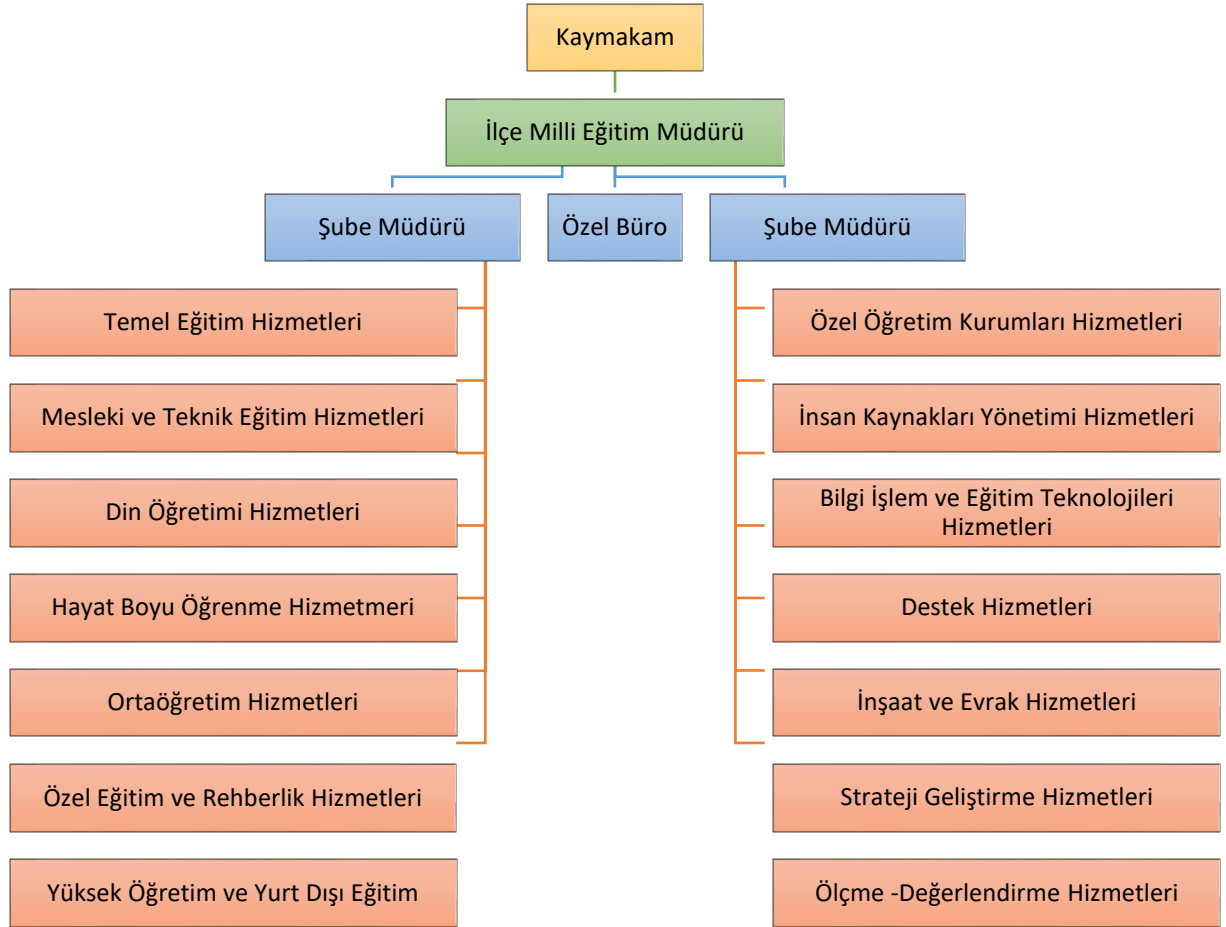 Kaymakam
İlçe Milli Eğitim Müdürü
Şube Müdürü
Özel Büro
Şube Müdürü
Temel Eğitim Hizmetleri
Mesleki ve Teknik Eğitim Hizmetleri
Din Öğretimi Hizmetleri
Hayat Boyu Öğrenme Hizmetmeri
Ortaöğretim Hizmetleri
Özel Eğitim ve Rehberlik Hizmetleri
Yüksek Öğretim ve Yurt Dışı Eğitim
Özel Öğretim Kurumları Hizmetleri
İnsan Kaynakları Yönetimi Hizmetleri
Bilgi İşlem ve Eğitim Teknolojileri
Hizmetleri
Destek Hizmetleri
İnşaat ve Evrak Hizmetleri
Strateji Geliştirme Hizmetleri
Ölçme -Değerlendirme Hizmetleri